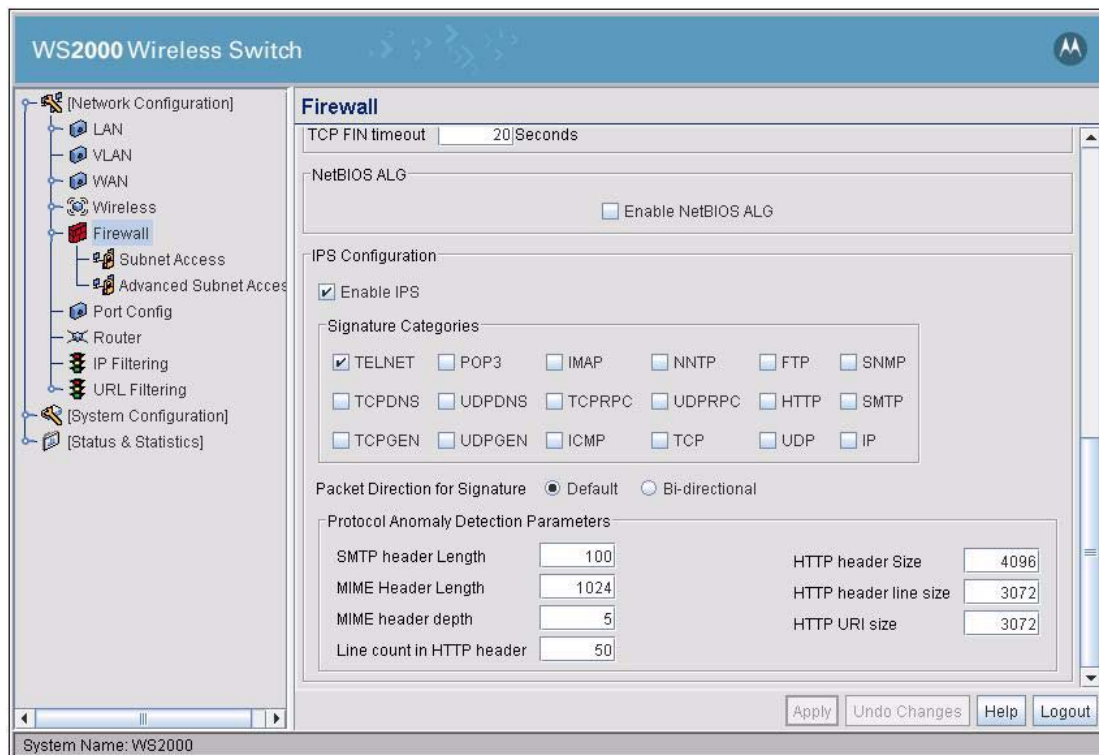 WS2000 Wireless Switch
[Network Configuration]
LAN
VLAN
WAN
Wireless
Firewall
Subnet Access
Advanced Subnet Acces
Port Config
Router
IP Filtering
URL Filtering
[System Configuration]
[Status & Statistics]
Firewall
TCP FIN timeout 20 Seconds
NetBIOS ALG
Enable NetBIOS ALG
IPS Configuration
Enable IPS
Signature Categories
TELNET POP3 IMAP NNTP FTP SNMP
TCPDNS UDPDNS TCPRPC UDPRPC HTTP SMTP
TCPGEN UDPGEN ICMP TCP UDP IP
Packet Direction for Signature Default Bi-directional
Protocol Anomaly Detection Parameters
SMTP header Length 100
MIME Header Length 1024
MIME header depth 5
Line count in HTTP header 50
HTTP header Size 4096
HTTP header line size 3072
HTTP URI size 3072
Apply Undo Changes Help Logout
System Name: WS2000